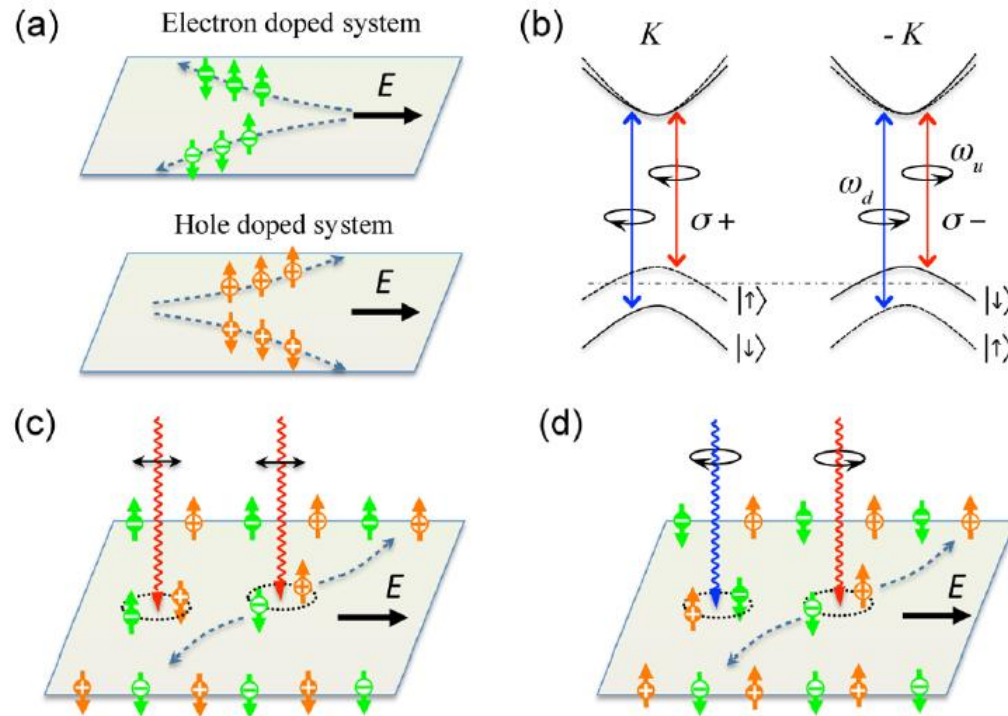 (a)
Electron doped system
E
Hole doped system
E
(b)
K
- K
ω_d
ω_u
σ+
σ−
|↑⟩
|↓⟩
|↓⟩
|↑⟩
(c)
E
(d)
E